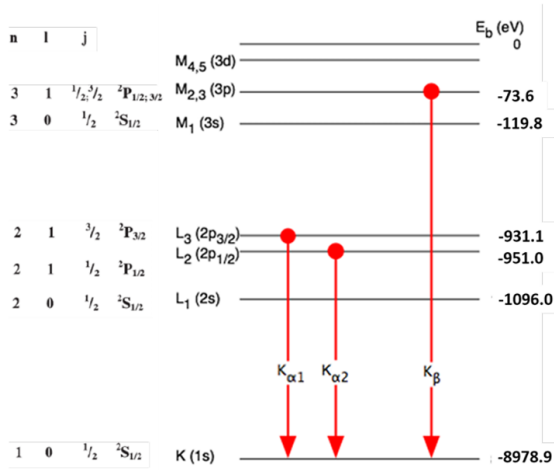 n l j E_b (eV)
0
M4,5 (3d)
3 1 1/2;3/2 ²P1/2; 3/2 M2,3 (3p) -73.6
3 0 1/2 ²S1/2 M1 (3s) -119.8
2 1 3/2 ²P3/2 L3 (2p3/2) -931.1
2 1 1/2 ²P1/2 L2 (2p1/2) -951.0
2 0 1/2 ²S1/2 L1 (2s) -1096.0
Kα1 Kα2 Kβ
1 0 1/2 ²S1/2 K (1s) -8978.9